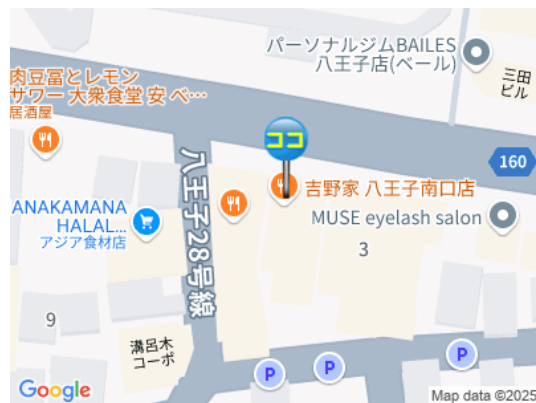 パーソナルジムBAILES
八王子店(ベール)
三田
ビル
肉豆冨とレモン
サワー 大衆食堂 安 べ…
居酒屋
ココ
160
吉野家 八王子南口店
MUSE eyelash salon
ANAKAMANA
HALAL...
アジア食材店
八王子28号線
3
9
溝呂木
コーポ
P
P
P
Google
Map data ©2025